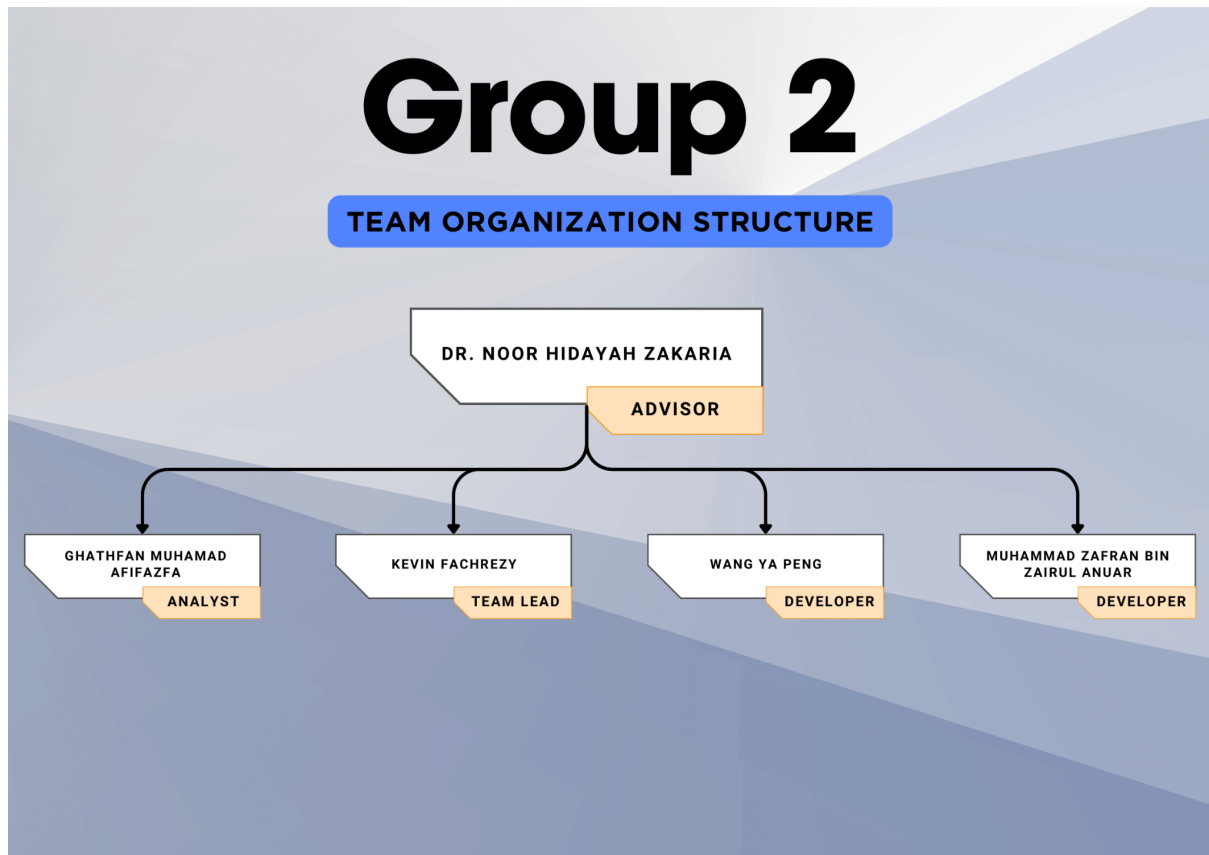 Group 2
TEAM ORGANIZATION STRUCTURE
DR. NOOR HIDAYAH ZAKARIA
ADVISOR
GHATHFAN MUHAMAD
AFIFAZFA
ANALYST
KEVIN FACHREZY
TEAM LEAD
WANG YA PENG
DEVELOPER
MUHAMMAD ZAFRAN BIN
ZAIRUL ANUAR
DEVELOPER